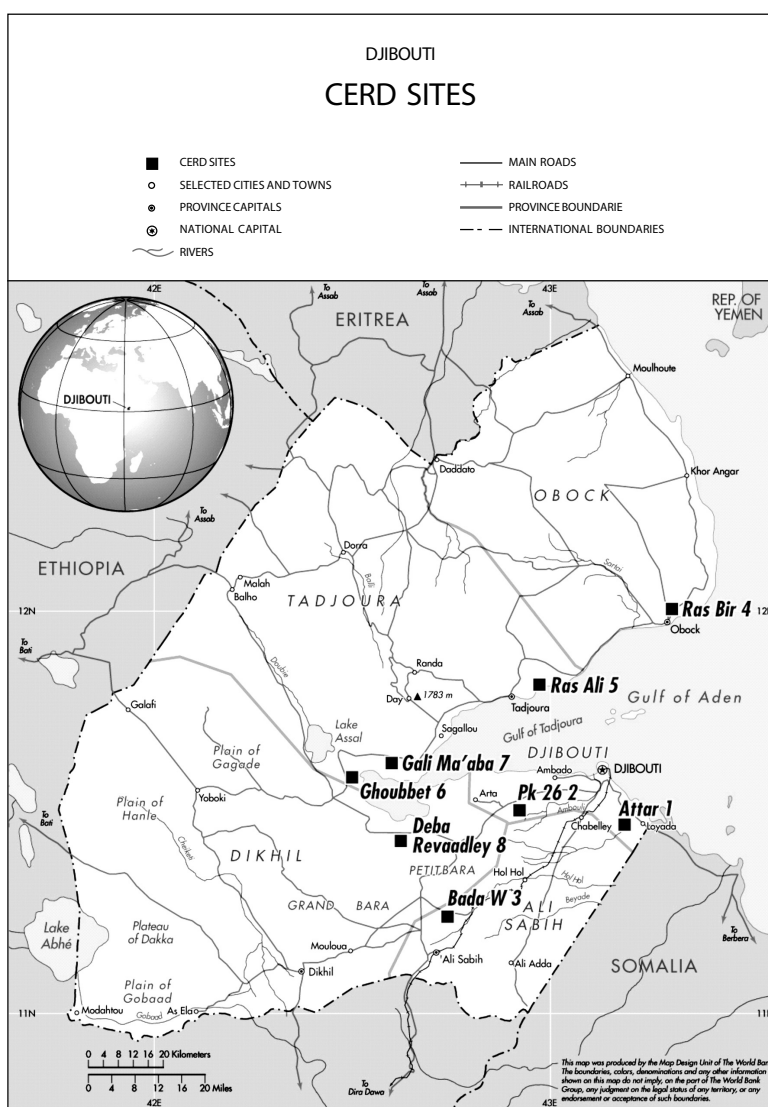 DJIBOUTI
CERD SITES
CERD SITES
SELECTED CITIES AND TOWNS
PROVINCE CAPITALS
NATIONAL CAPITAL
RIVERS
MAIN ROADS
RAILROADS
PROVINCE BOUNDARIE
INTERNATIONAL BOUNDARIES
42E
43E
To
Assab
To
Assab
To
Assab
REP. OF
YEMEN
ERITREA
DJIBOUTI
Moulhoute
Daddato
Khor Angar
OBOCK
To
Assab
Dorra
ETHIOPIA
Malah
Balho
Sartai
TADJOURA
12N
Ras Bir 4
Obock
To
Bati
Doubie
Randa
Day
1783 m
Ras Ali 5
Tadjoura
Gulf of Aden
Galafi
Lake
Assal
Sagallou
Gulf of Tadjoura
Plain of
Gagade
DJIBOUTI
Gali Ma'aba 7
Ambado
DJIBOUTI
Ghoubbet 6
Yoboki
Arta
Pk 26 2
Ambouli
Attar 1
Plain of
Hanle
Chabelley
Loyada
To
Bati
Deba
Revaadley 8
Cheketi
DIKHIL
PETITBARA
Hol Hol
Hol Hol
Beyade
GRAND BARA
Bada W 3
ALI
SABIH
Lake
Abhé
Plateau
of Dakka
Mouloua
'Ali Sabih
Ali Adda
To
Berbera
SOMALIA
Dikhil
Plain of
Gobaad
11N
Modahtou
Gobaad
As Ela
0 4 8 12 16 20 Kilometers
0 4 8 12 16 20
Miles
42E
To
Dira Dawa
43E
This map was produced by the Map Design Unit of The World Ban
The boundaries, colors, denominations and any other information
shown on this map do not imply, on the part of The World Bank
Group, any judgment on the legal status of any territory, or any
endorsement or acceptance of such boundaries.